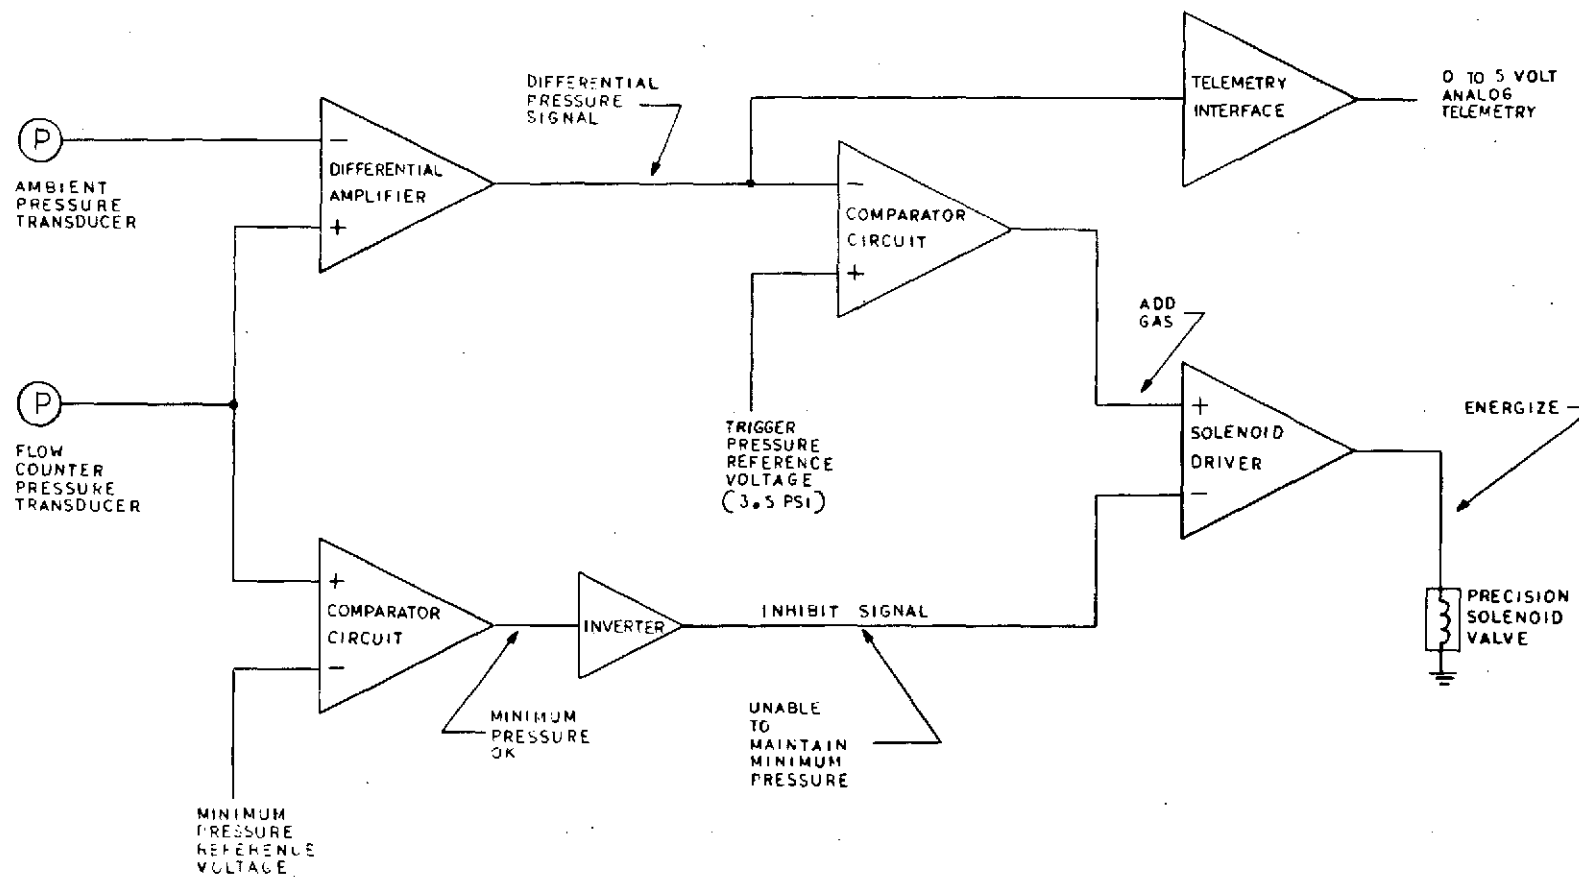 P
AMBIENT
PRESSURE
TRANSDUCER
−
DIFFERENTIAL
AMPLIFIER
+
DIFFERENTIAL
PRESSURE
SIGNAL
TELEMETRY
INTERFACE
0 TO 5 VOLT
ANALOG
TELEMETRY
−
COMPARATOR
CIRCUIT
+
TRIGGER
PRESSURE
REFERENCE
VOLTAGE
(3.5 PSI)
ADD
GAS
P
FLOW
COUNTER
PRESSURE
TRANSDUCER
+
SOLENOID
DRIVER
−
ENERGIZE
PRECISION
SOLENOID
VALVE
+
COMPARATOR
CIRCUIT
−
INVERTER
INHIBIT SIGNAL
MINIMUM
PRESSURE
OK
UNABLE
TO
MAINTAIN
MINIMUM
PRESSURE
MINIMUM
PRESSURE
REFERENCE
VOLTAGE